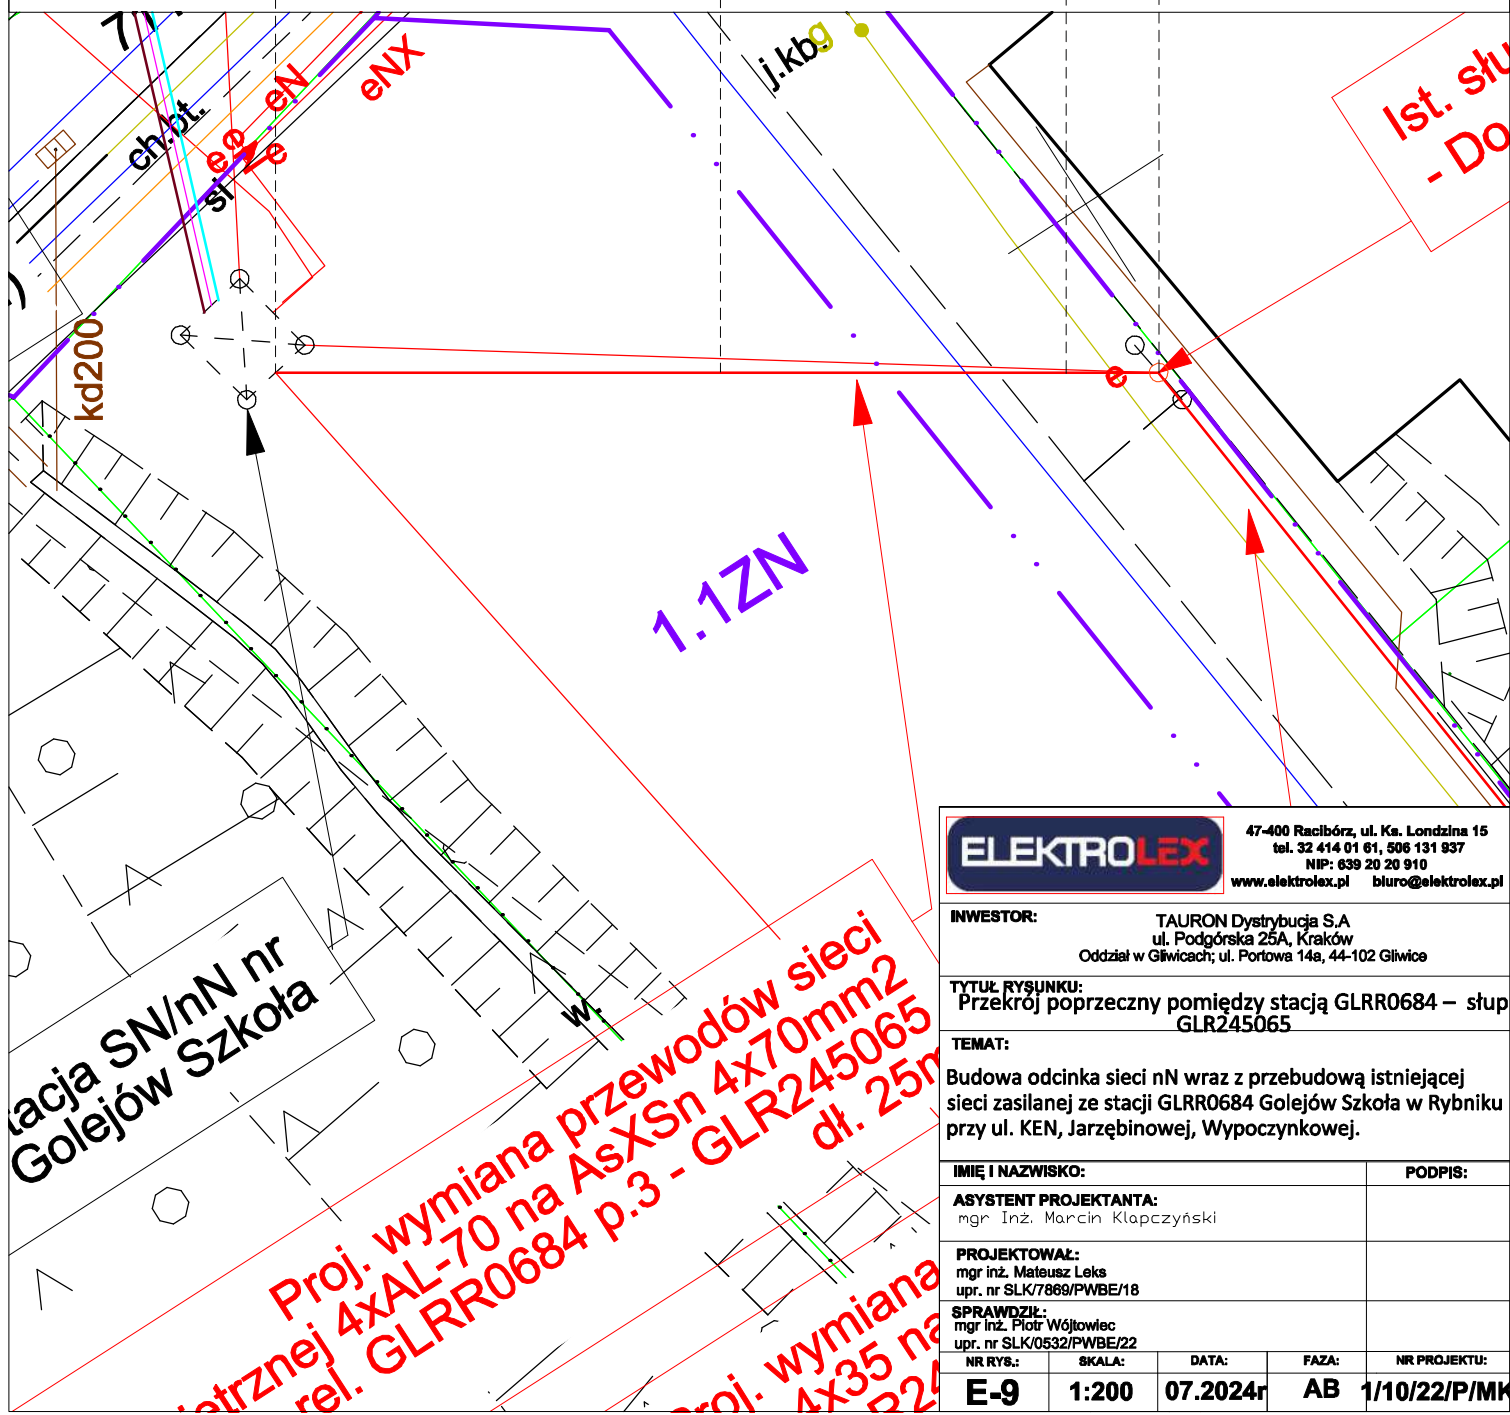 j.kb.
g
eNX
eN
ch.bt.
e
e
e
sł
kd200
e
Ist. słu
- Do
1.1ZN
w
tacja SN/nN nr
Golejów Szkoła
Proj. wymiana przewodów sieci
etrznej 4xAL-70 na AsXSn 4x70mm2
rel. GLRR0684 p.3 - GLR245065
dł. 25m
roj. wymiana
4x35 na
R24
ELEKTROLEX
47-400 Racibórz, ul. Ks. Londzina 15
tel. 32 414 01 61, 506 131 937
NIP: 639 20 20 910
www.elektrolex.pl biuro@elektrolex.pl
INWESTOR:
TAURON Dystrybucja S.A
ul. Podgórska 25A, Kraków
Oddział w Gliwicach; ul. Portowa 14a, 44-102 Gliwice
TYTUŁ RYSUNKU:
Przekrój poprzeczny pomiędzy stacją GLRR0684 – słup
GLR245065
TEMAT:
Budowa odcinka sieci nN wraz z przebudową istniejącej
sieci zasilanej ze stacji GLRR0684 Golejów Szkoła w Rybniku
przy ul. KEN, Jarzębinowej, Wypoczynkowej.
IMIĘ I NAZWISKO: PODPIS:
ASYSTENT PROJEKTANTA:
mgr Inż. Marcin Klapczyński
PROJEKTOWAŁ:
mgr inż. Mateusz Leks
upr. nr SLK/7869/PWBE/18
SPRAWDZIŁ:
mgr inż. Piotr Wójtowiec
upr. nr SLK/0532/PWBE/22
NR RYS.: SKALA: DATA: FAZA: NR PROJEKTU:
E-9 1:200 07.2024r AB 1/10/22/P/MK